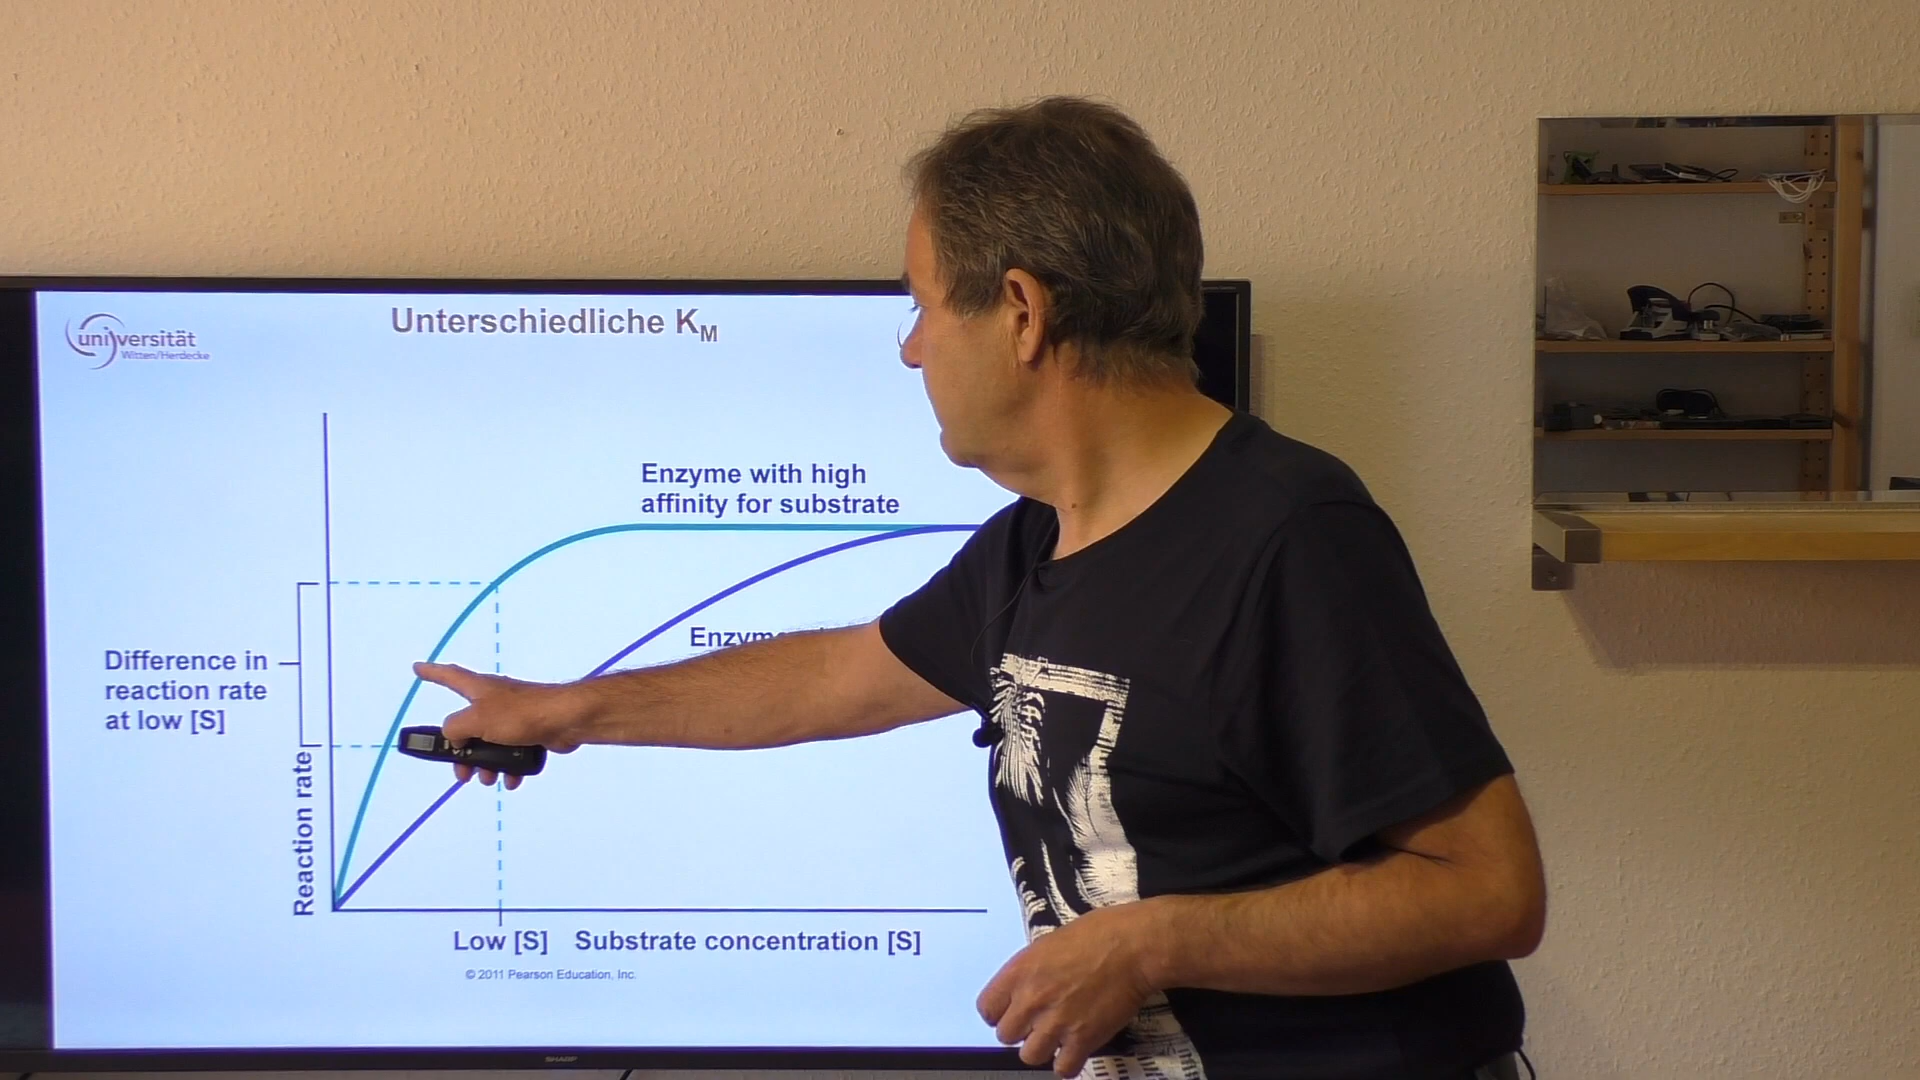 uni versität
Witten/Herdecke
Unterschiedliche KM
Enzyme with high
affinity for substrate
Difference in
reaction rate
at low [S]
Reaction rate
Low [S] Substrate concentration [S]
© 2011 Pearson Education, Inc.
SHARP